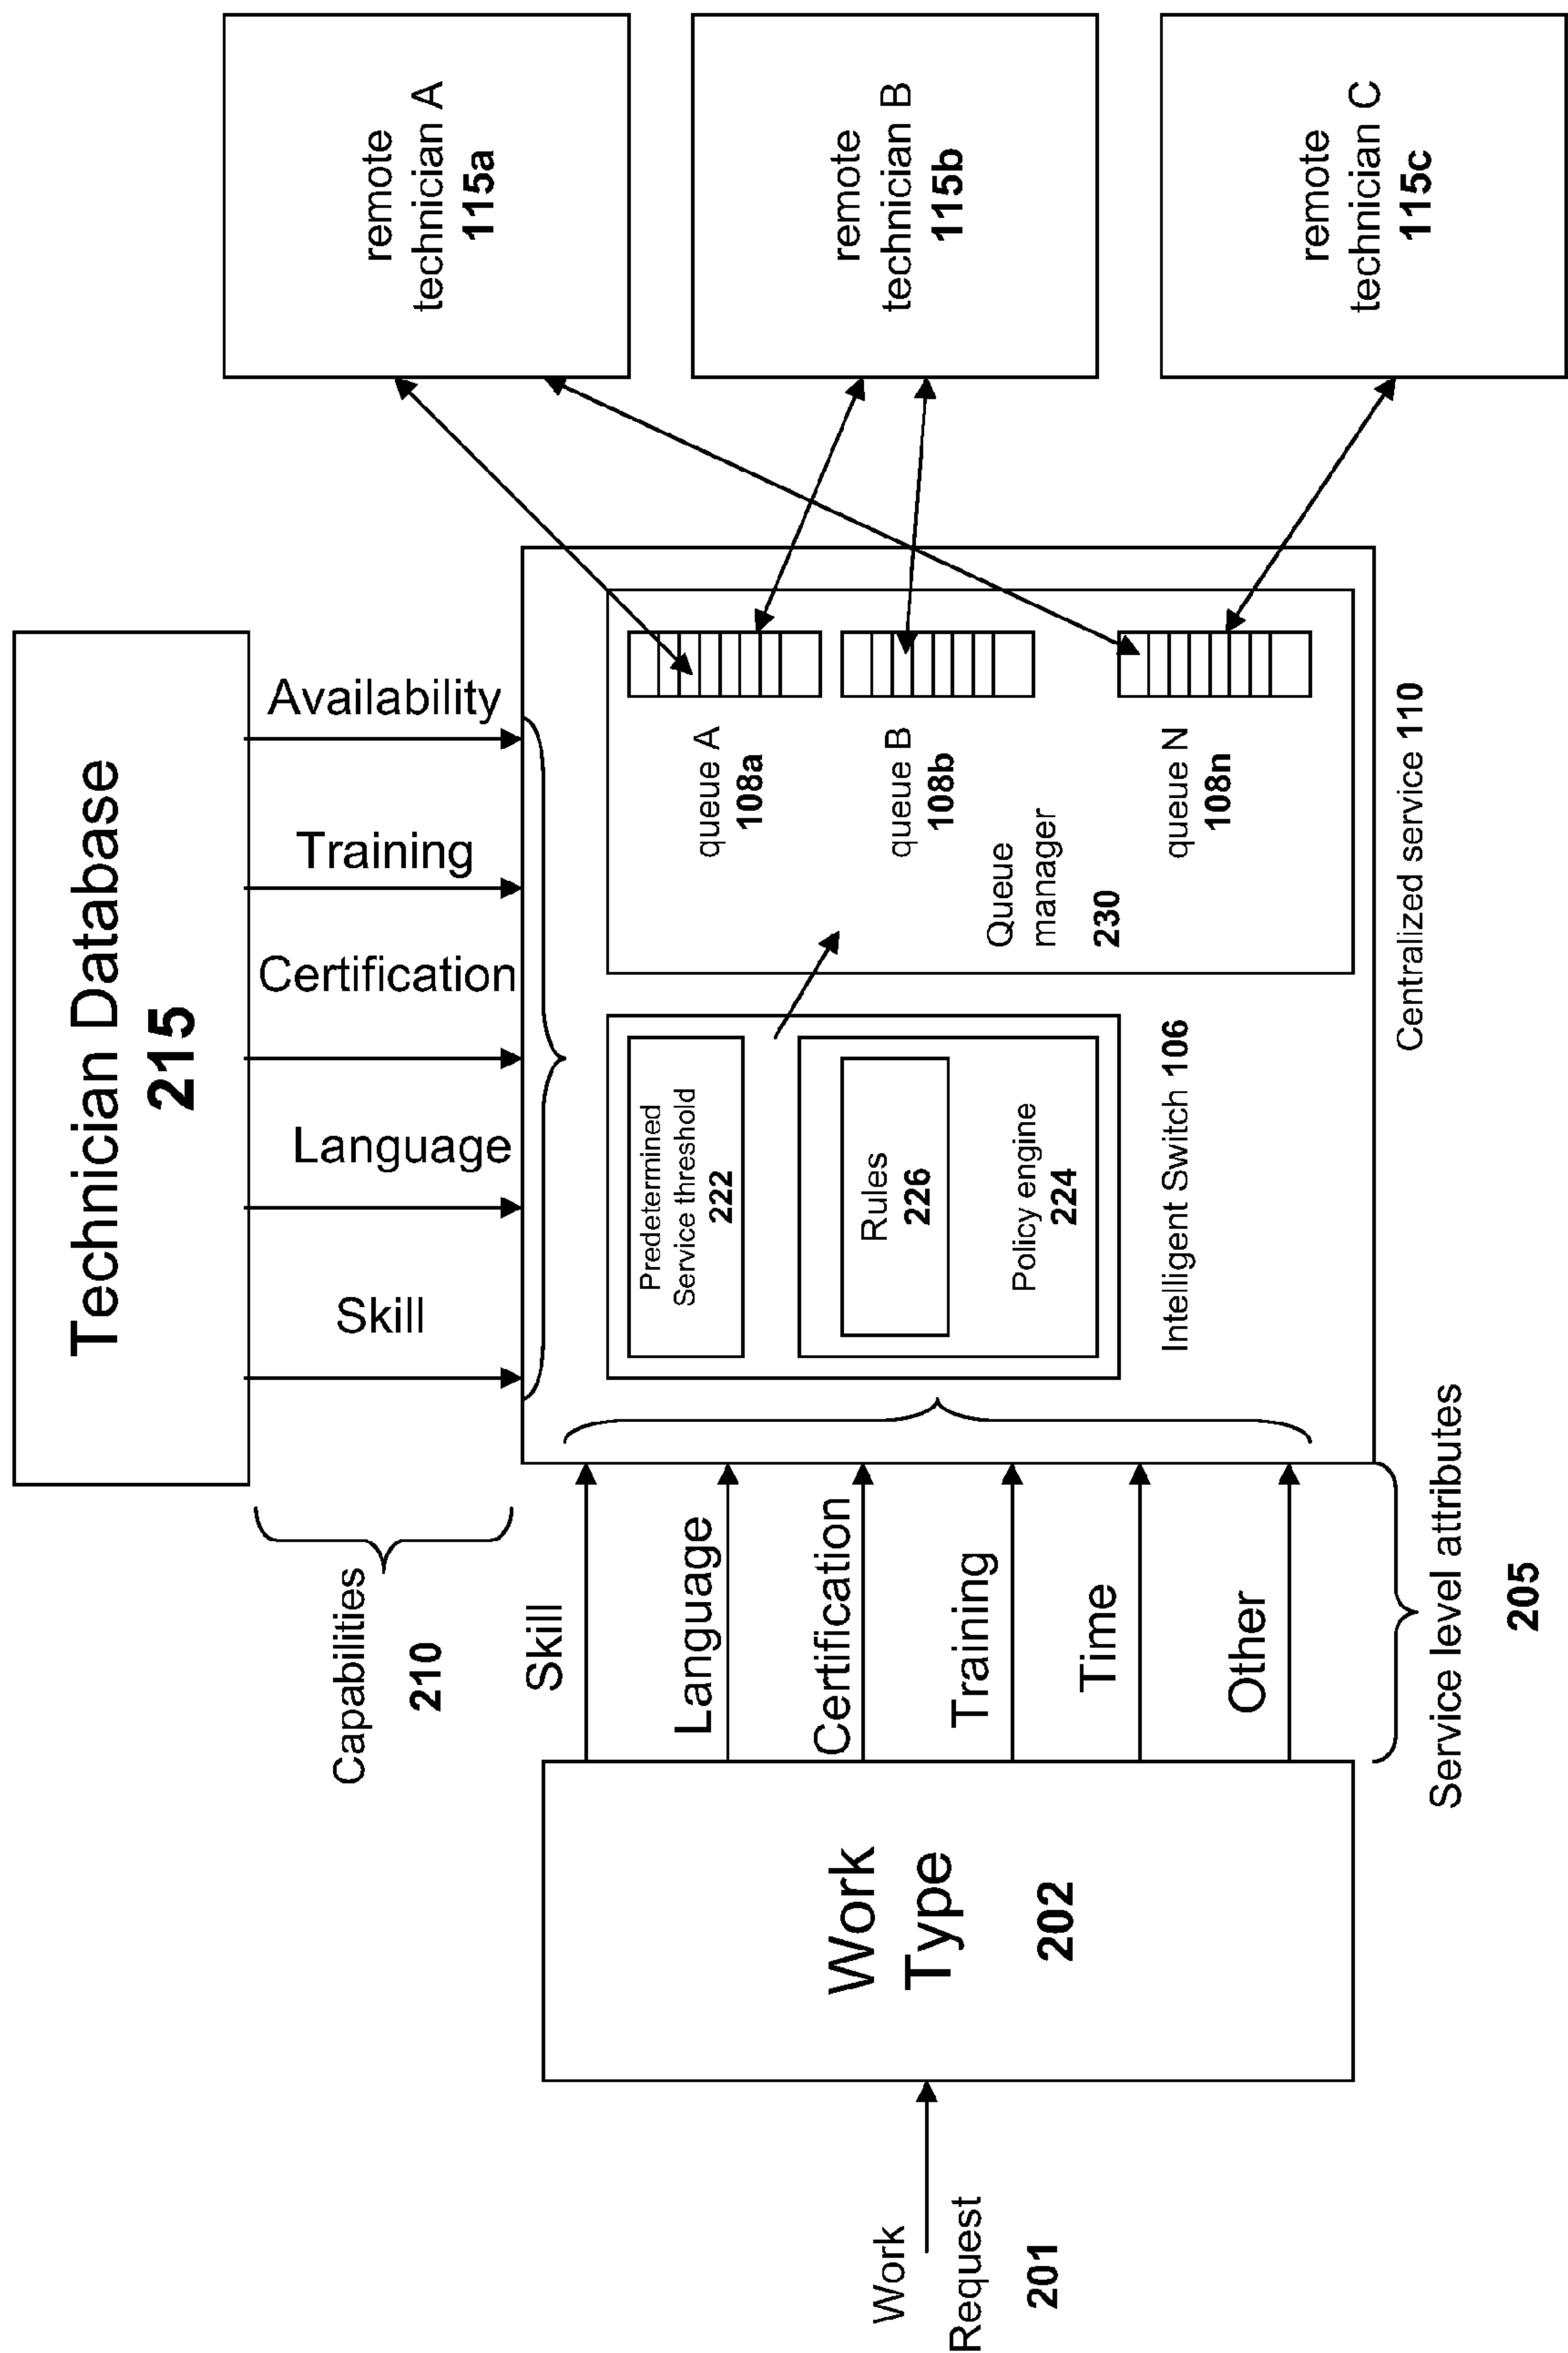 Technician Database
215
Capabilities
210
Skill
Language
Certification
Training
Availability
Work
Request
201
Work
Type
202
Skill
Language
Certification
Training
Time
Other
Service level attributes
205
Predetermined
Service threshold
222
Rules
226
Policy engine
224
Intelligent Switch 106
queue A
108a
queue B
108b
Queue
manager
230
queue N
108n
Centralized service 110
remote
technician A
115a
remote
technician B
115b
remote
technician C
115c